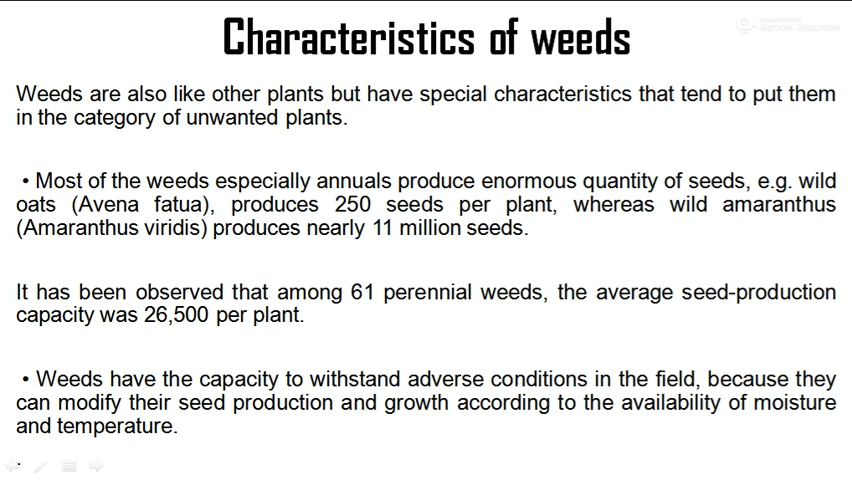 Characteristics of weeds
Weeds are also like other plants but have special characteristics that tend to put them
in the category of unwanted plants.
• Most of the weeds especially annuals produce enormous quantity of seeds, e.g. wild
oats (Avena fatua), produces 250 seeds per plant, whereas wild amaranthus
(Amaranthus viridis) produces nearly 11 million seeds.
It has been observed that among 61 perennial weeds, the average seed-production
capacity was 26,500 per plant.
• Weeds have the capacity to withstand adverse conditions in the field, because they
can modify their seed production and growth according to the availability of moisture
and temperature.